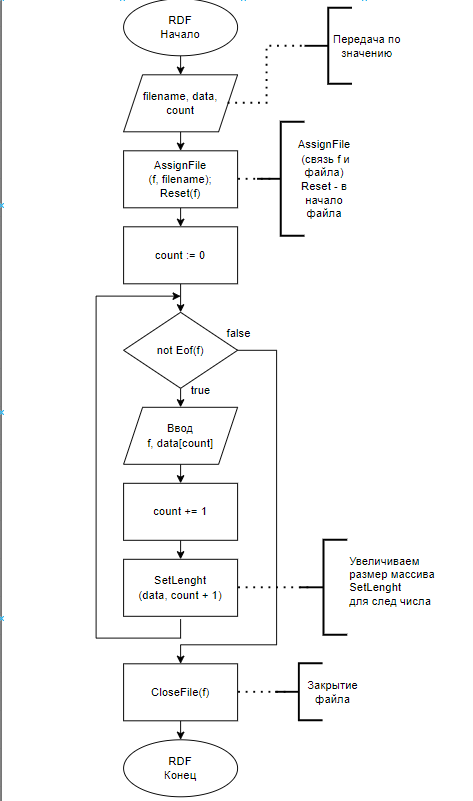 RDF
Начало
Передача по
значению
filename, data,
count
AssignFile
(f, filename);
Reset(f)
AssignFile
(связь f и
файла)
Reset - в
начало
файла
count := 0
false
not Eof(f)
true
Ввод
f, data[count]
count += 1
SetLenght
(data, count + 1)
Увеличиваем
размер массива
SetLenght
для след числа
CloseFile(f)
Закрытие
файла
RDF
Конец